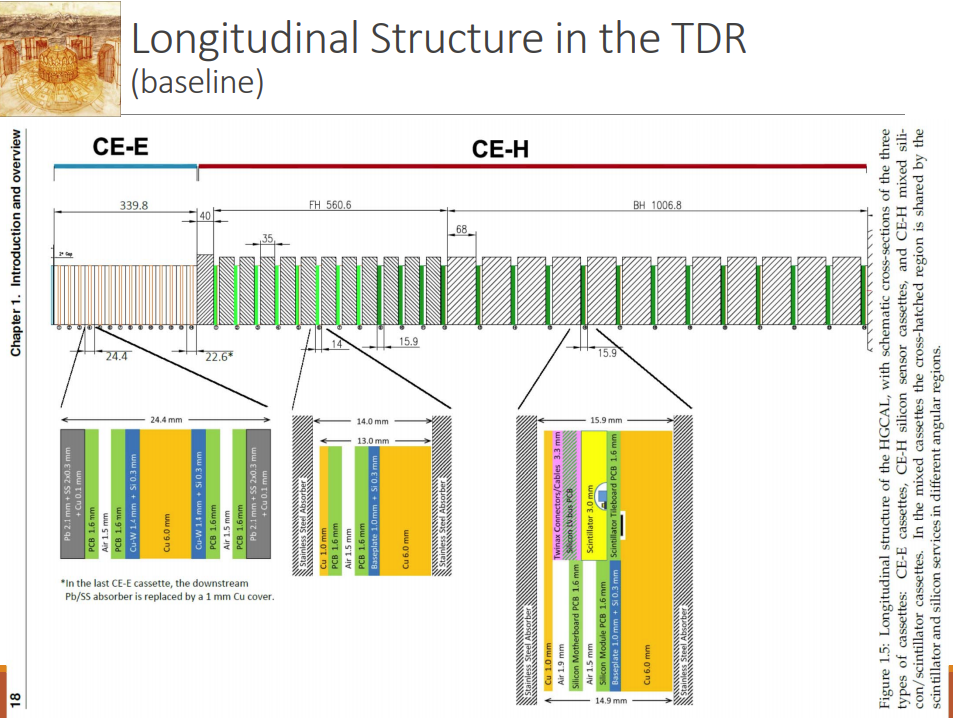 Longitudinal Structure in the TDR
(baseline)
Chapter 1. Introduction and overview
18
CE-E
CE-H
339.8
40
FH 560.6
BH 1006.8
35
68
24.4
22.6*
14
15.9
15.9
24.4 mm
Pb 2.1 mm + SS 2x0.3 mm
+ Cu 0.1 mm
PCB 1.6 mm
Air 1.5 mm
PCB 1.6 mm
Cu-W 1.4 mm + Si 0.3 mm
Cu 6.0 mm
Cu-W 1.4 mm + Si 0.3 mm
PCB 1.6 mm
Air 1.5 mm
PCB 1.6 mm
Pb 2.1 mm + SS 2x0.3 mm
+ Cu 0.1 mm
*In the last CE-E cassette, the downstream
Pb/SS absorber is replaced by a 1 mm Cu cover.
14.0 mm
13.0 mm
Stainless Steel Absorber
Cu 1.0 mm
PCB 1.6 mm
Air 1.5 mm
PCB 1.6 mm
Baseplate 1.0 mm + Si 0.3 mm
Cu 6.0 mm
Stainless Steel Absorber
15.9 mm
Stainless Steel Absorber
Twinax Connectors/Cables 3.3 mm
Scintillator 3.0 mm
Scintillator Tileboard PCB 1.6 mm
Cu 1.0 mm
Air 1.9 mm
Silicon Motherboard PCB 1.6 mm
Air 1.5 mm
Silicon Module PCB 1.6 mm
Baseplate 1.0 mm + Si 0.3 mm
Cu 6.0 mm
Stainless Steel Absorber
14.9 mm
Figure 1.5: Longitudinal structure of the HGCAL, with schematic cross-sections of the three
types of cassettes: CE-E cassettes, CE-H silicon sensor cassettes, and CE-H mixed sili-
con/scintillator cassettes. In the mixed cassettes the cross-hatched region is shared by the
scintillator and silicon services in different angular regions.